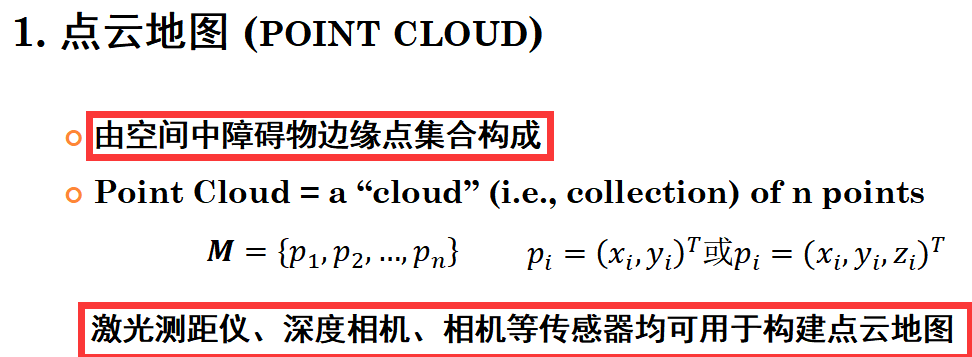 1. 点云地图 (POINT CLOUD)
由空间中障碍物边缘点集合构成
Point Cloud = a “cloud” (i.e., collection) of n points
M = {p₁, p₂, …, pₙ} pᵢ = (xᵢ, yᵢ)ᵀ或pᵢ = (xᵢ, yᵢ, zᵢ)ᵀ
激光测距仪、深度相机、相机等传感器均可用于构建点云地图